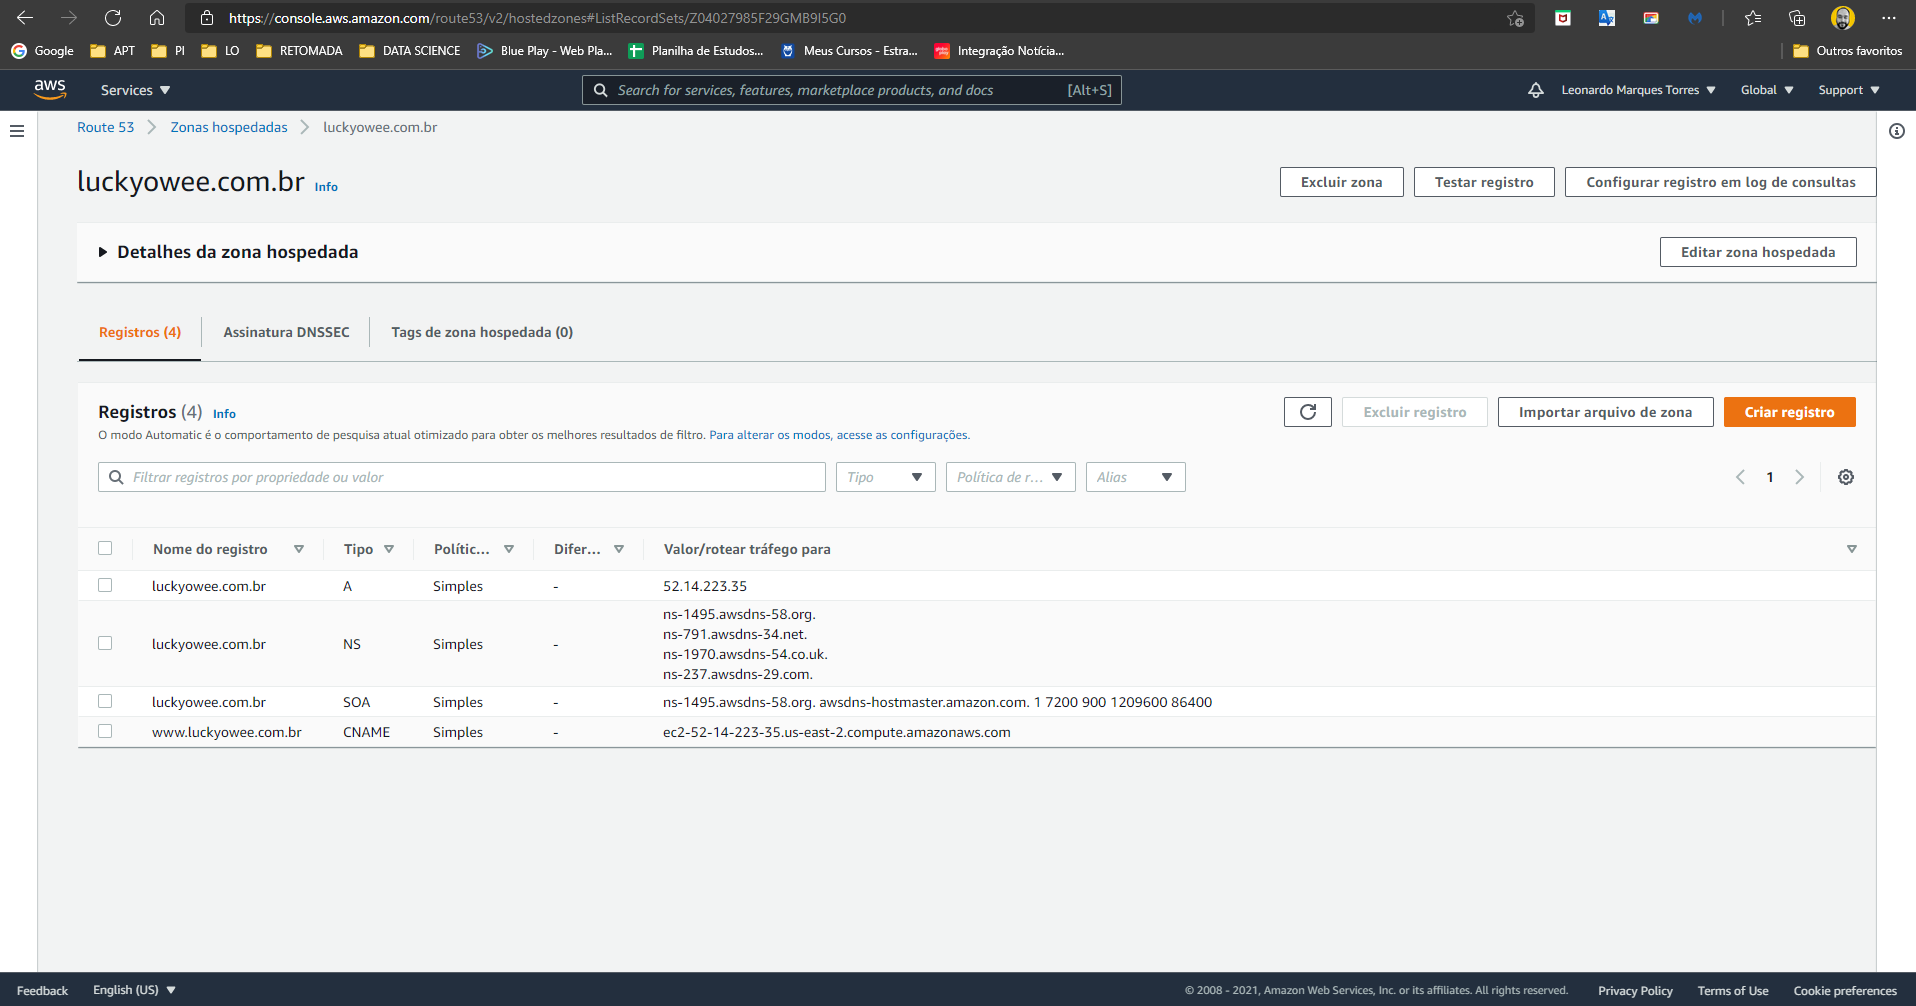 https://console.aws.amazon.com/route53/v2/hostedzones#ListRecordSets/Z04027985F29GMB9I5G0
Google APT PI LO RETOMADA DATA SCIENCE Blue Play - Web Pla... Planilha de Estudos... Meus Cursos - Estra... Integração Notícia... Outros favoritos
aws Services Search for services, features, marketplace products, and docs [Alt+S] Leonardo Marques Torres Global Support
Route 53 Zonas hospedadas luckyowee.com.br
luckyowee.com.br Info Excluir zona Testar registro Configurar registro em log de consultas
Detalhes da zona hospedada Editar zona hospedada
Registros (4) Assinatura DNSSEC Tags de zona hospedada (0)
Registros (4) Info Excluir registro Importar arquivo de zona Criar registro
O modo Automatic é o comportamento de pesquisa atual otimizado para obter os melhores resultados de filtro. Para alterar os modos, acesse as configurações.
Filtrar registros por propriedade ou valor Tipo Política de r... Alias 1
Nome do registro Tipo Polític... Difer... Valor/rotear tráfego para
luckyowee.com.br A Simples - 52.14.223.35
luckyowee.com.br NS Simples - ns-1495.awsdns-58.org.
ns-791.awsdns-34.net.
ns-1970.awsdns-54.co.uk.
ns-237.awsdns-29.com.
luckyowee.com.br SOA Simples - ns-1495.awsdns-58.org. awsdns-hostmaster.amazon.com. 1 7200 900 1209600 86400
www.luckyowee.com.br CNAME Simples - ec2-52-14-223-35.us-east-2.compute.amazonaws.com
Feedback English (US) © 2008 - 2021, Amazon Web Services, Inc. or its affiliates. All rights reserved. Privacy Policy Terms of Use Cookie preferences